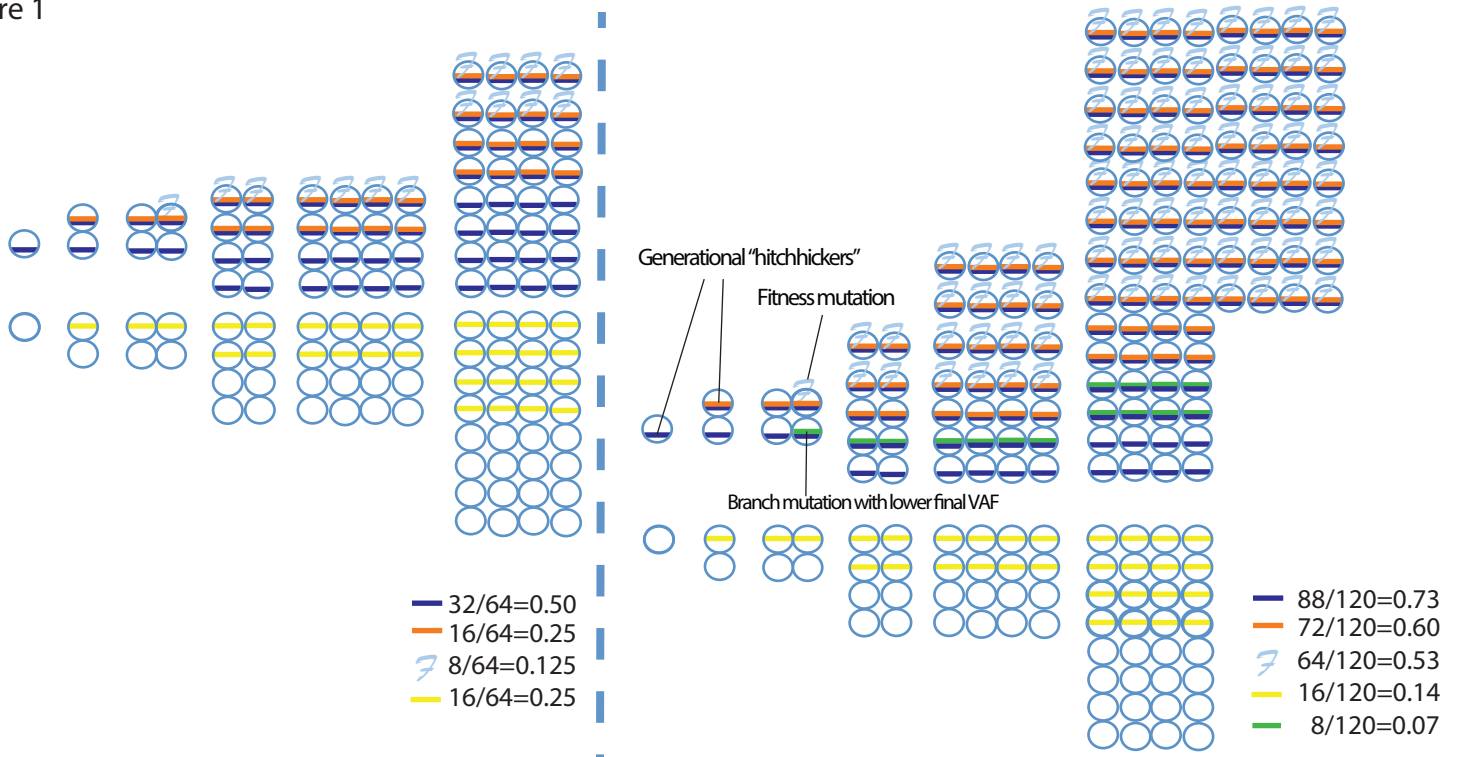 re 1
32/64=0.50
16/64=0.25
F 8/64=0.125
16/64=0.25
Generational "hitchhickers"
Fitness mutation
Branch mutation with lower final VAF
88/120=0.73
72/120=0.60
F 64/120=0.53
16/120=0.14
8/120=0.07